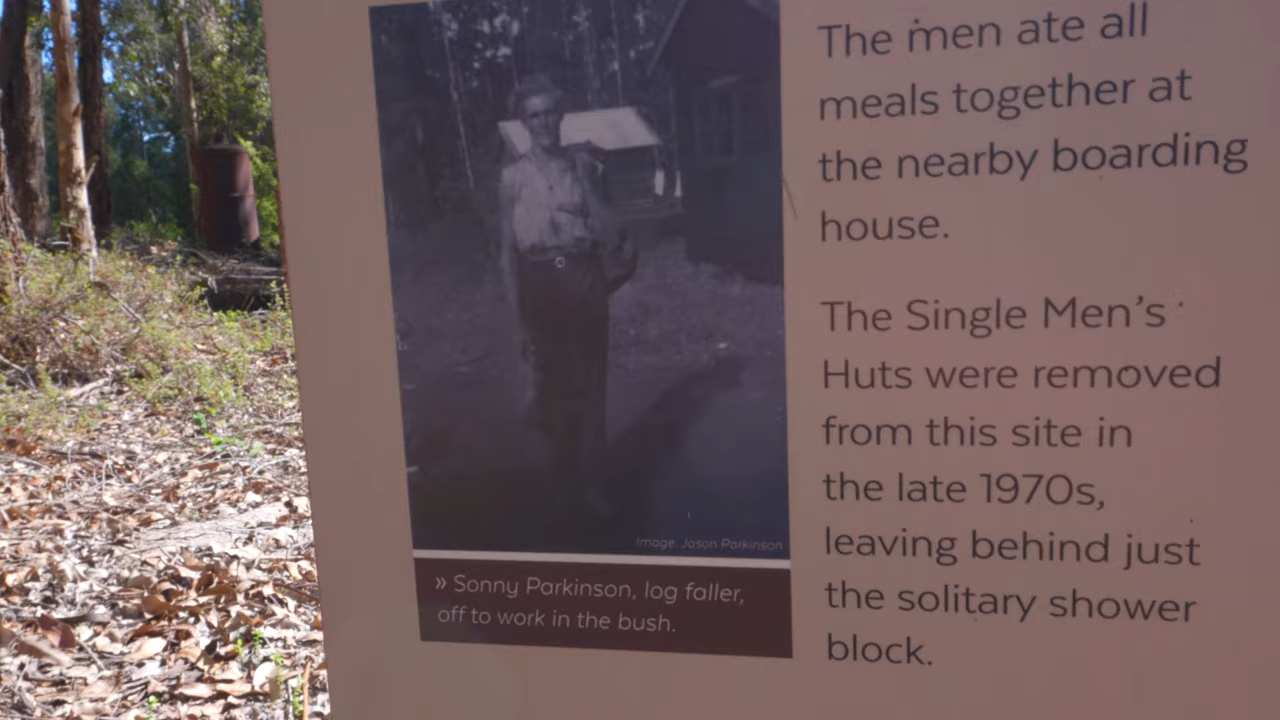 The men ate all
meals together at
the nearby boarding
house.
The Single Men's
Huts were removed
from this site in
the late 1970s,
leaving behind just
the solitary shower
block.
Image: Jason Parkinson
» Sonny Parkinson, log faller,
off to work in the bush.